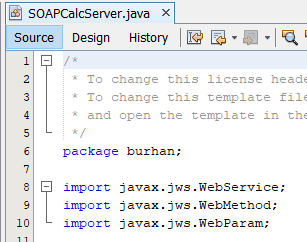 SOAPCalcServer.java
Source Design History
1 /*
2 * To change this license heade
3 * To change this template file
4 * and open the template in the
5 */
6 package burhan;
7
8 import javax.jws.WebService;
9 import javax.jws.WebMethod;
10 import javax.jws.WebParam;